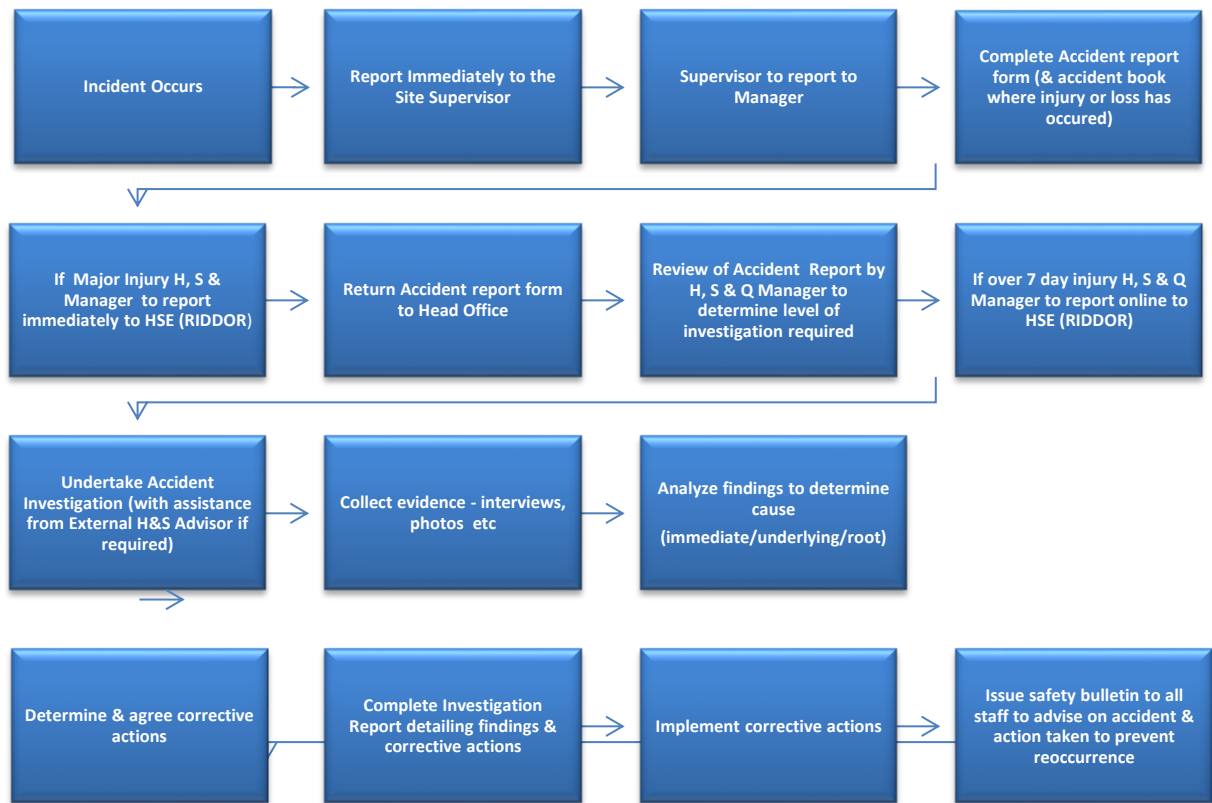 Incident Occurs
Report Immediately to the
Site Supervisor
Supervisor to report to
Manager
Complete Accident report
form (& accident book
where injury or loss has
occured)
If Major Injury H, S &
Manager to report
immediately to HSE (RIDDOR)
Return Accident report form
to Head Office
Review of Accident Report by
H, S & Q Manager to
determine level of
investigation required
If over 7 day injury H, S & Q
Manager to report online to
HSE (RIDDOR)
Undertake Accident
Investigation (with assistance
from External H&S Advisor if
required)
Collect evidence - interviews,
photos etc
Analyze findings to determine
cause
(immediate/underlying/root)
Determine & agree corrective
actions
Complete Investigation
Report detailing findings &
corrective actions
Implement corrective actions
Issue safety bulletin to all
staff to advise on accident &
action taken to prevent
reoccurrence